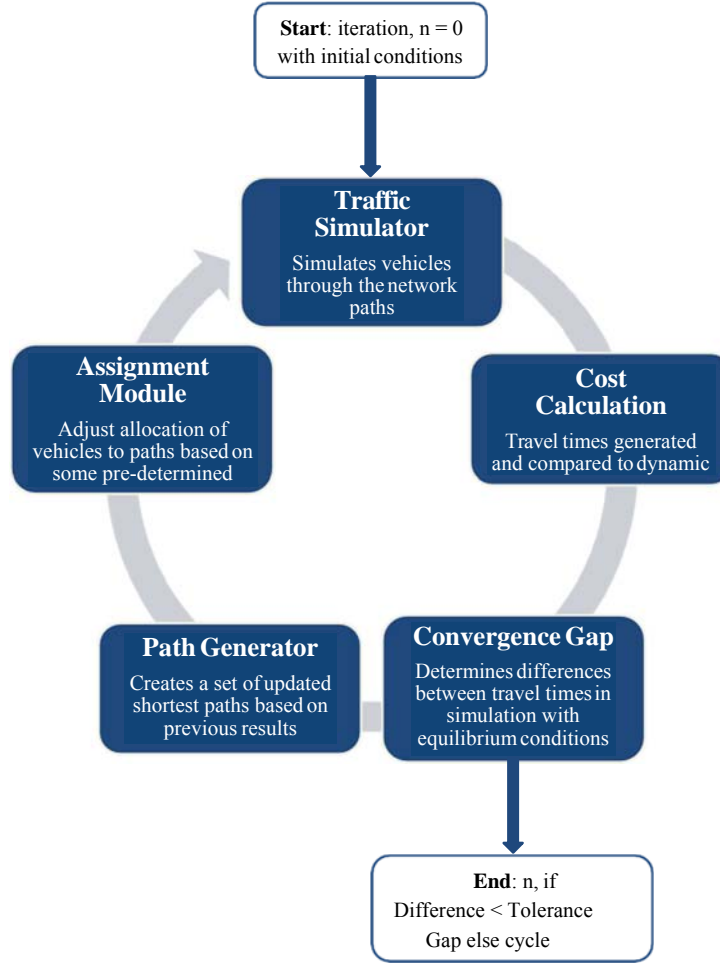 Start: iteration, n = 0
with initial conditions
Traffic
Simulator
Simulates vehicles
through the network
paths
Cost
Calculation
Travel times generated
and compared to dynamic
Convergence Gap
Determines differences
between travel times in
simulation with
equilibrium conditions
Path Generator
Creates a set of updated
shortest paths based on
previous results
Assignment
Module
Adjust allocation of
vehicles to paths based on
some pre-determined
End: n, if
Difference < Tolerance
Gap else cycle